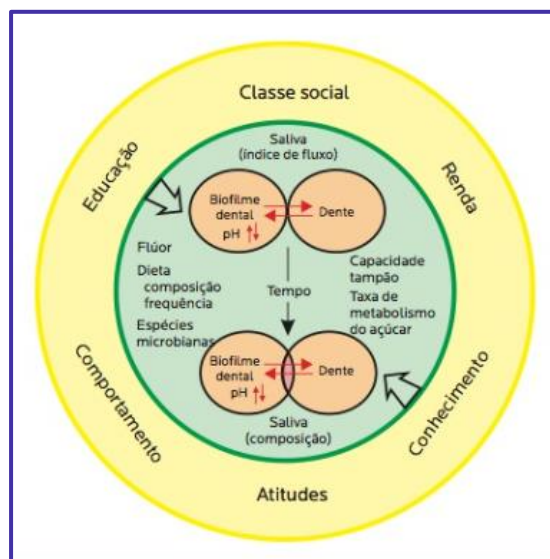 Classe social
Educação
Renda
Saliva
(índice de fluxo)
Biofilme
dental
pH
Dente
Flúor
Dieta
composição
frequência
Espécies
microbianas
Tempo
Capacidade
tampão
Taxa de
metabolismo
do açúcar
Biofilme
dental
pH
Dente
Saliva
(composição)
Comportamento
Conhecimento
Atitudes